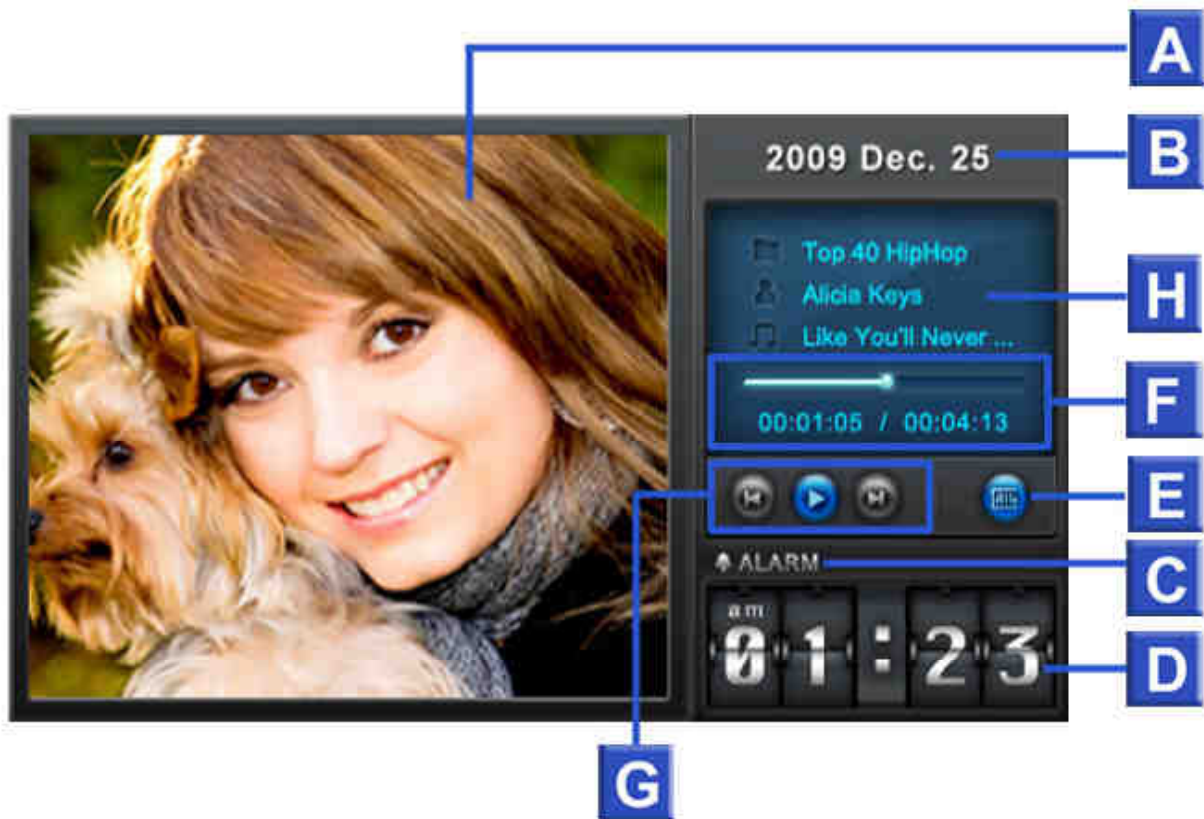 A
2009 Dec. 25
B
Top 40 HipHop
Alicia Keys
H
Like You'll Never ...
00:01:05 / 00:04:13
F
E
ALARM
C
am
01:23
D
G